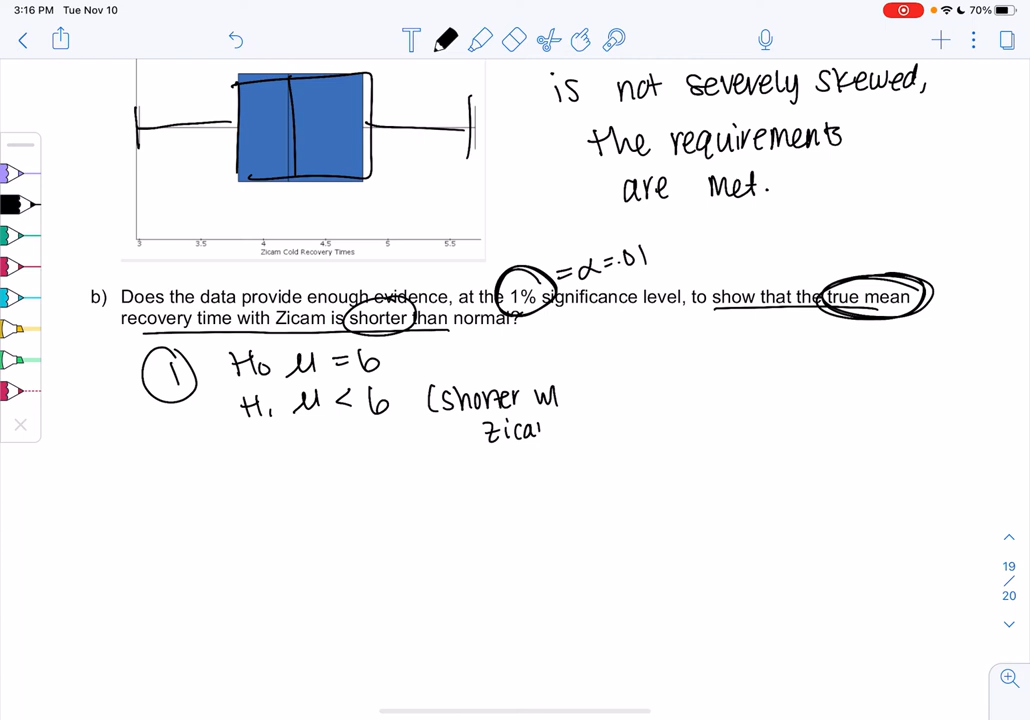 3:16 PM Tue Nov 10
70%
T
is not severely skewed,
the requirements
are met.
3 3.5 4 4.5 5 5.5
Zicam Cold Recovery Times
= α = .01
b) Does the data provide enough evidence, at the 1% significance level, to show that the true mean
recovery time with Zicam is shorter than normal?
1 H0 μ = 6
H1 μ < 6 (shorter w/
zical
19
/
20